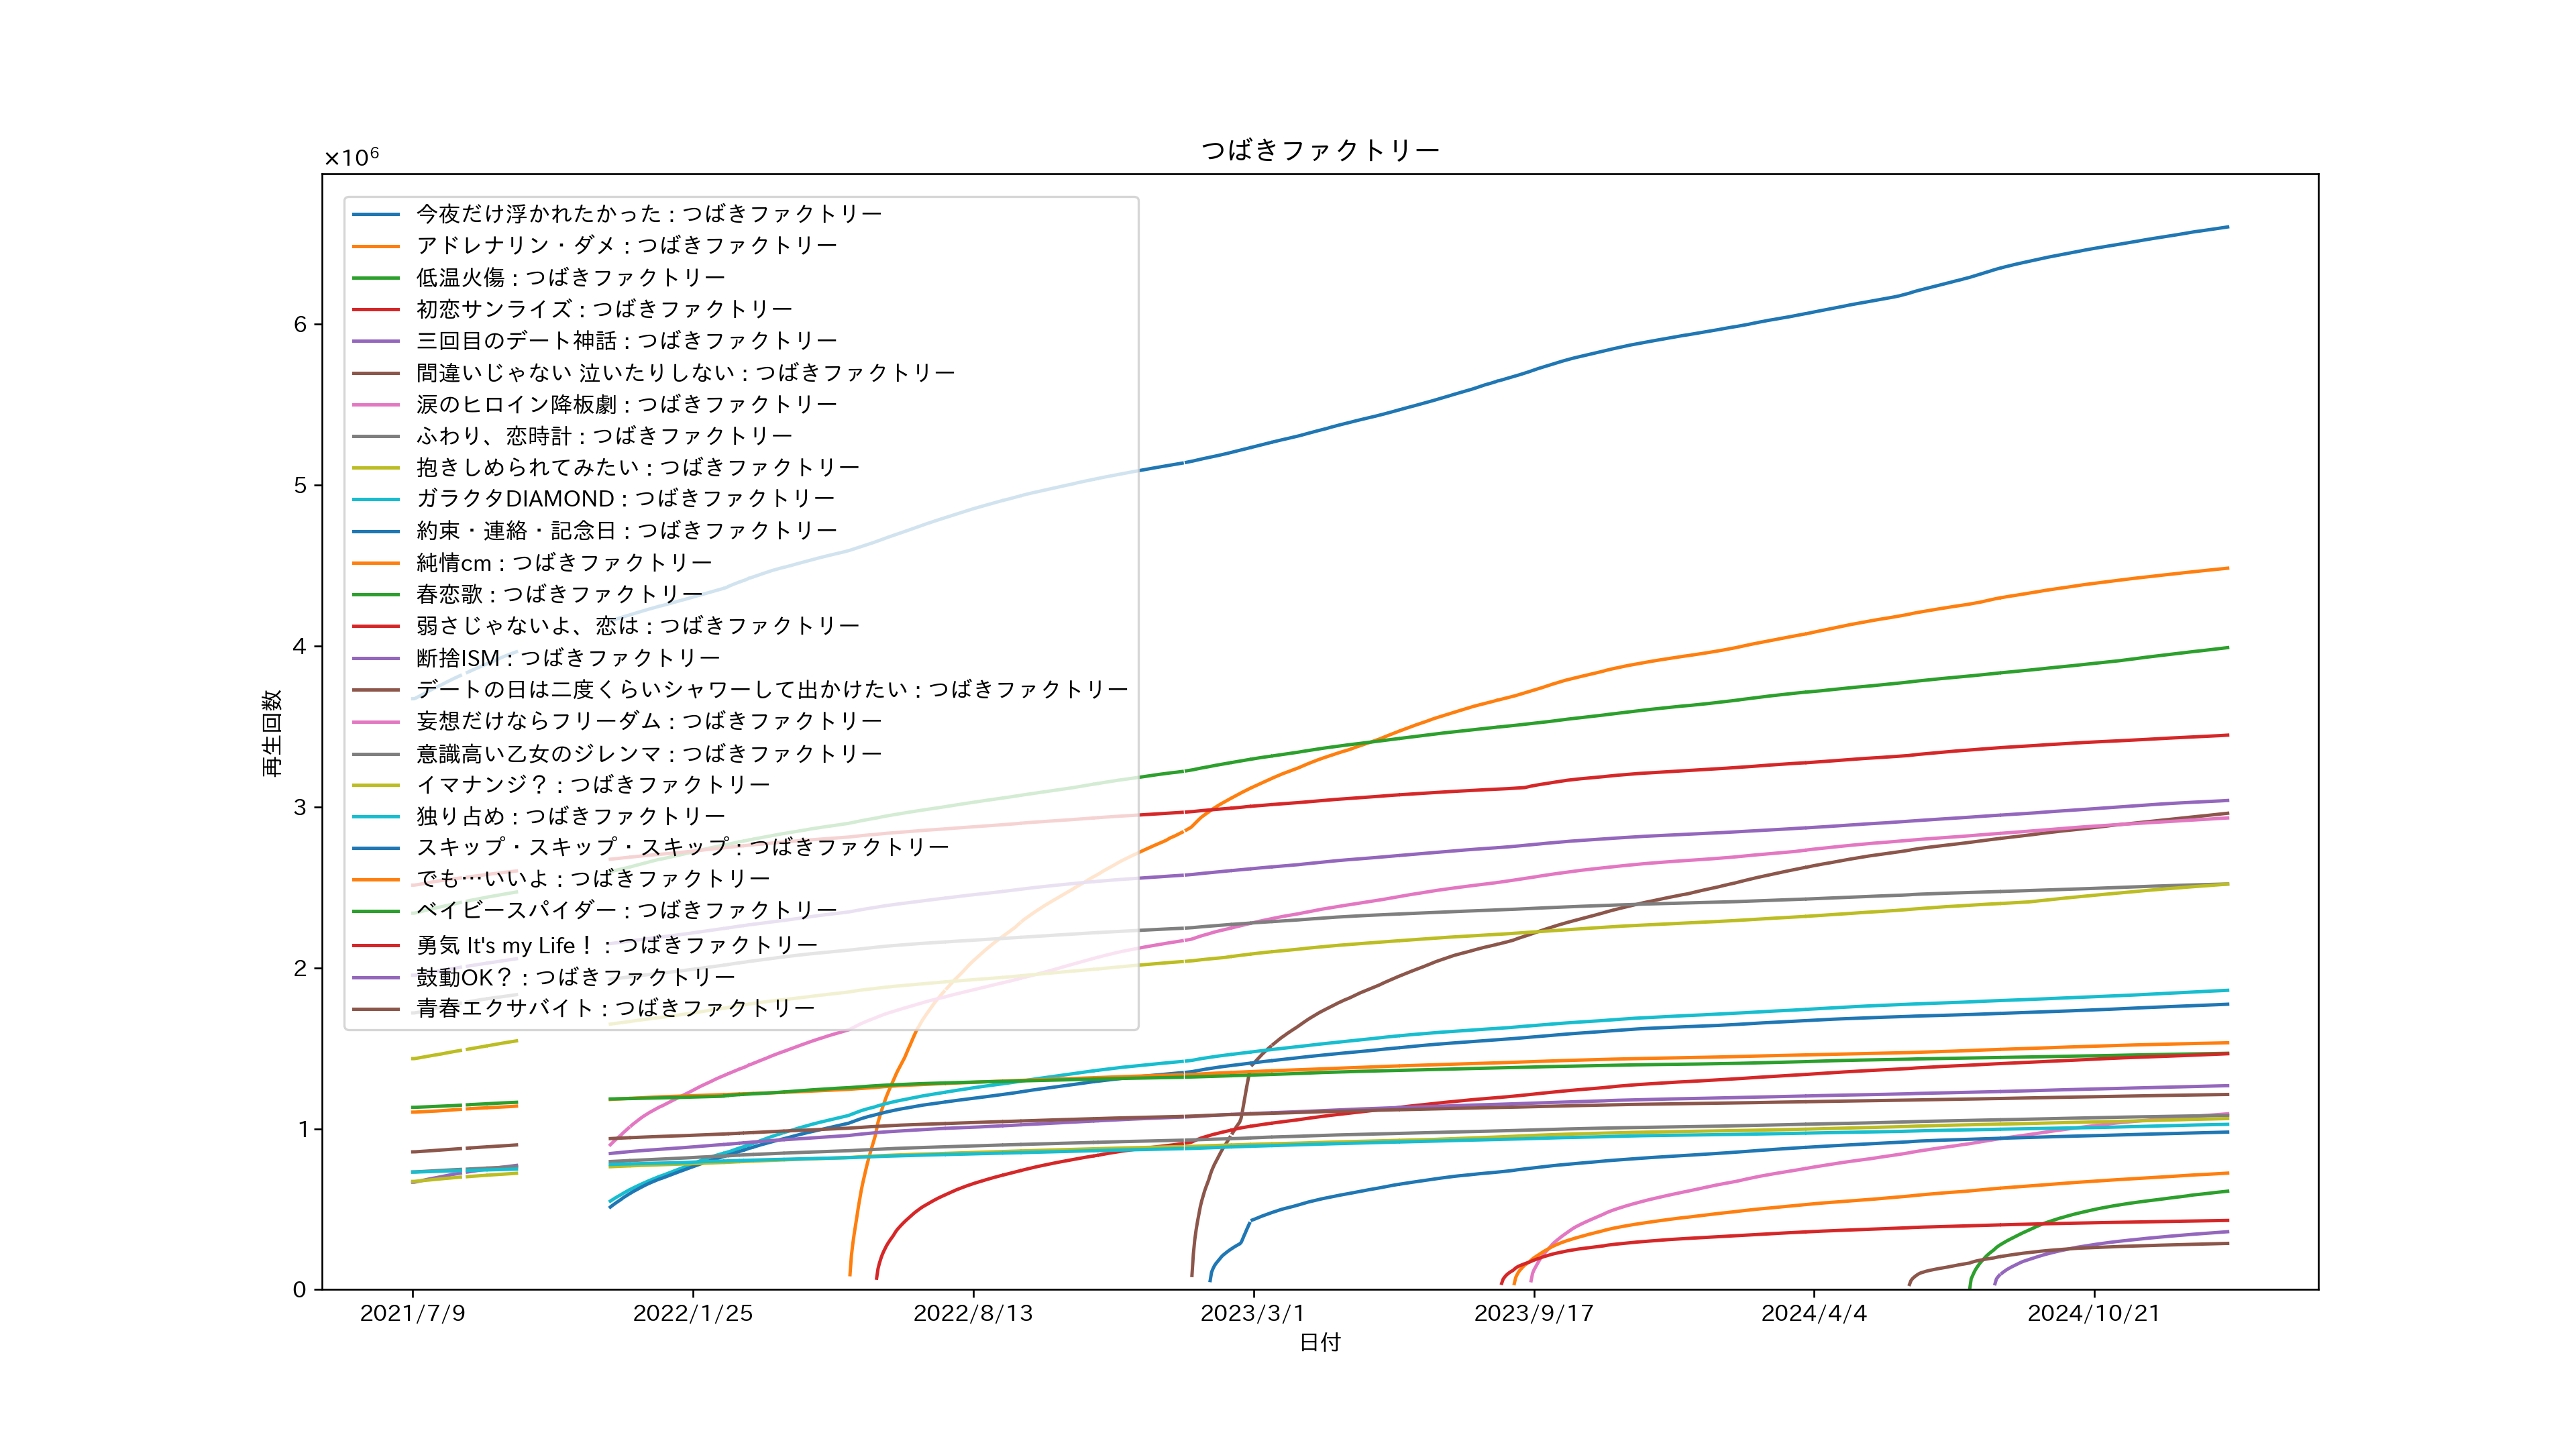 つばきファクトリー
×10⁶
今夜だけ浮かれたかった : つばきファクトリー
アドレナリン・ダメ : つばきファクトリー
低温火傷 : つばきファクトリー
初恋サンライズ : つばきファクトリー
三回目のデート神話 : つばきファクトリー
間違いじゃない 泣いたりしない : つばきファクトリー
涙のヒロイン降板劇 : つばきファクトリー
ふわり、恋時計 : つばきファクトリー
抱きしめられてみたい : つばきファクトリー
ガラクタDIAMOND : つばきファクトリー
約束・連絡・記念日 : つばきファクトリー
純情cm : つばきファクトリー
春恋歌 : つばきファクトリー
弱さじゃないよ、恋は : つばきファクトリー
断捨ISM : つばきファクトリー
デートの日は二度くらいシャワーして出かけたい : つばきファクトリー
妄想だけならフリーダム : つばきファクトリー
意識高い乙女のジレンマ : つばきファクトリー
イマナンジ？ : つばきファクトリー
独り占め : つばきファクトリー
スキップ・スキップ・スキップ : つばきファクトリー
でも…いいよ : つばきファクトリー
ベイビースパイダー : つばきファクトリー
勇気 It's my Life！ : つばきファクトリー
鼓動OK？ : つばきファクトリー
青春エクサバイト : つばきファクトリー
再生回数
6
5
4
3
2
1
0
2021/7/9 2022/1/25 2022/8/13 2023/3/1 2023/9/17 2024/4/4 2024/10/21
日付